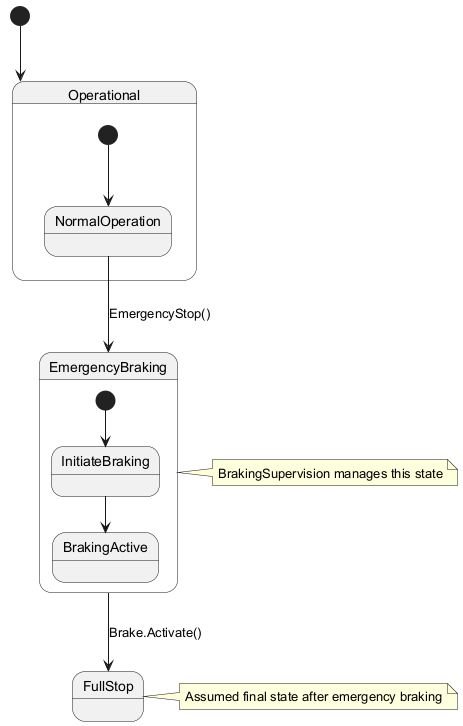 Operational
NormalOperation
EmergencyStop()
EmergencyBraking
InitiateBraking
BrakingSupervision manages this state
BrakingActive
Brake.Activate()
FullStop
Assumed final state after emergency braking